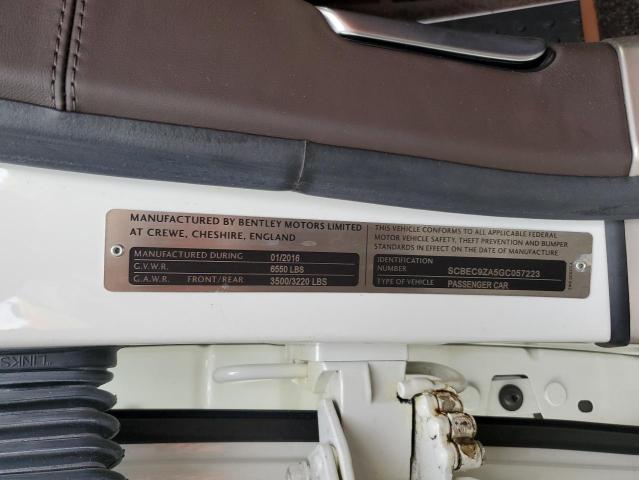 MANUFACTURED BY BENTLEY MOTORS LIMITED
AT CREWE, CHESHIRE, ENGLAND
MANUFACTURED DURING 01/2016
G.V.W.R. 6550 LBS
G.A.W.R. FRONT/REAR 3500/3220 LBS
THIS VEHICLE CONFORMS TO ALL APPLICABLE FEDERAL
MOTOR VEHICLE SAFETY, THEFT PREVENTION AND BUMPER
STANDARDS IN EFFECT ON THE DATE OF MANUFACTURE
IDENTIFICATION
NUMBER SCBEC9ZA5GC057223
TYPE OF VEHICLE PASSENGER CAR
LINKS